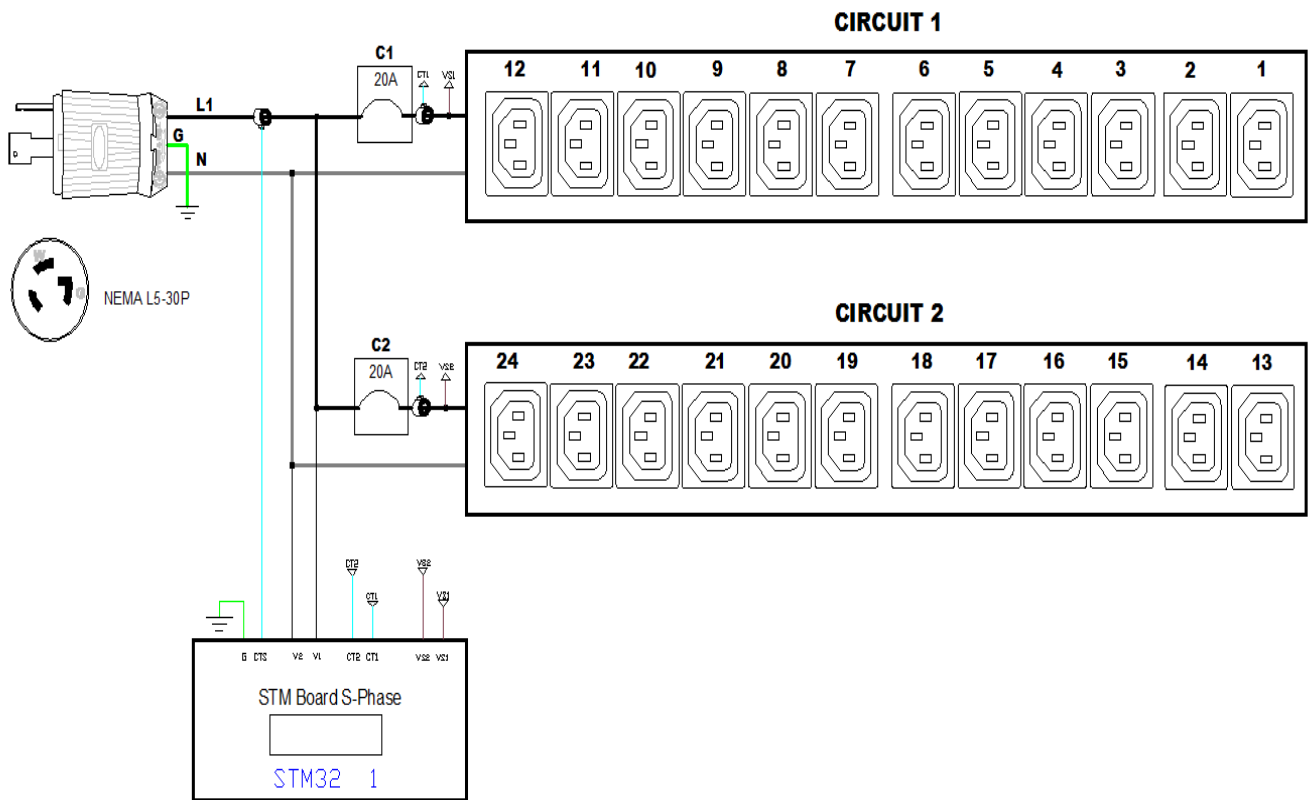 CIRCUIT 1
C1
20A
CT1
VS1
12 11 10 9 8 7 6 5 4 3 2 1
L1
G
N
W
G
NEMA L5-30P
CIRCUIT 2
C2
20A
CT2
VS2
24 23 22 21 20 19 18 17 16 15 14 13
CT2
CT1
VS2
VS1
G CTS V2 V1 CT2 CT1 VS2 VS1
STM Board S-Phase
STM32 1